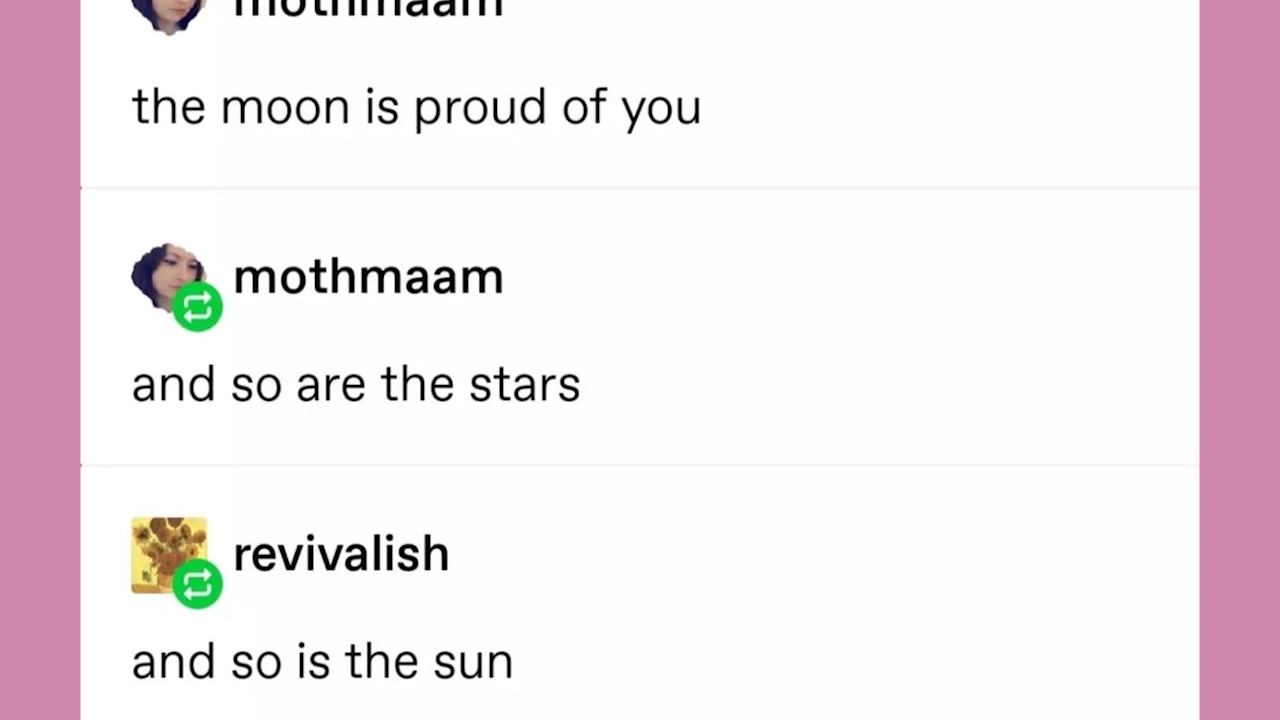 mothmaam
the moon is proud of you
mothmaam
and so are the stars
revivalish
and so is the sun